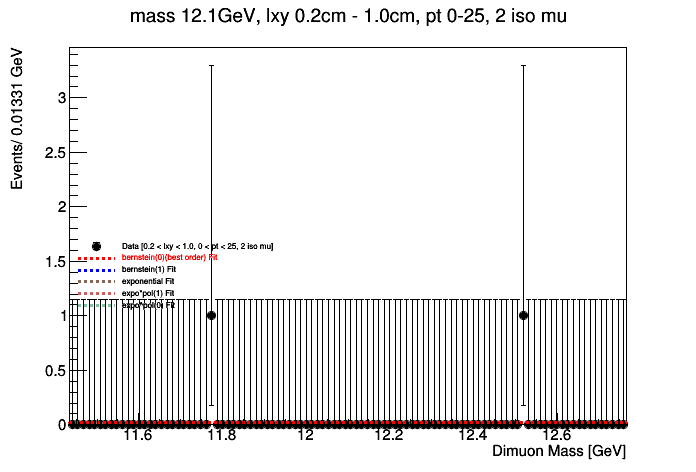 mass 12.1GeV, lxy 0.2cm - 1.0cm, pt 0-25, 2 iso mu
Events/ 0.01331 GeV
3
2.5
2
1.5
1
0.5
0
Data [0.2 < lxy < 1.0, 0 < pt < 25, 2 iso mu]
bernstein(0)(best order) Fit
bernstein(1) Fit
exponential Fit
expo*pol(1) Fit
expo*pol(0) Fit
11.6 11.8 12 12.2 12.4 12.6
Dimuon Mass [GeV]